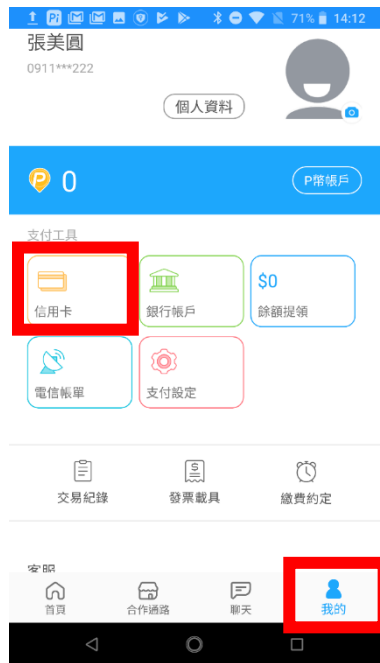 71% 14:12
張美圓
0911***222
個人資料
P 0
P幣帳戶
支付工具
信用卡
銀行帳戶
$0
餘額提領
電信帳單
支付設定
交易紀錄
發票載具
繳費約定
客服
首頁
合作通路
聊天
我的